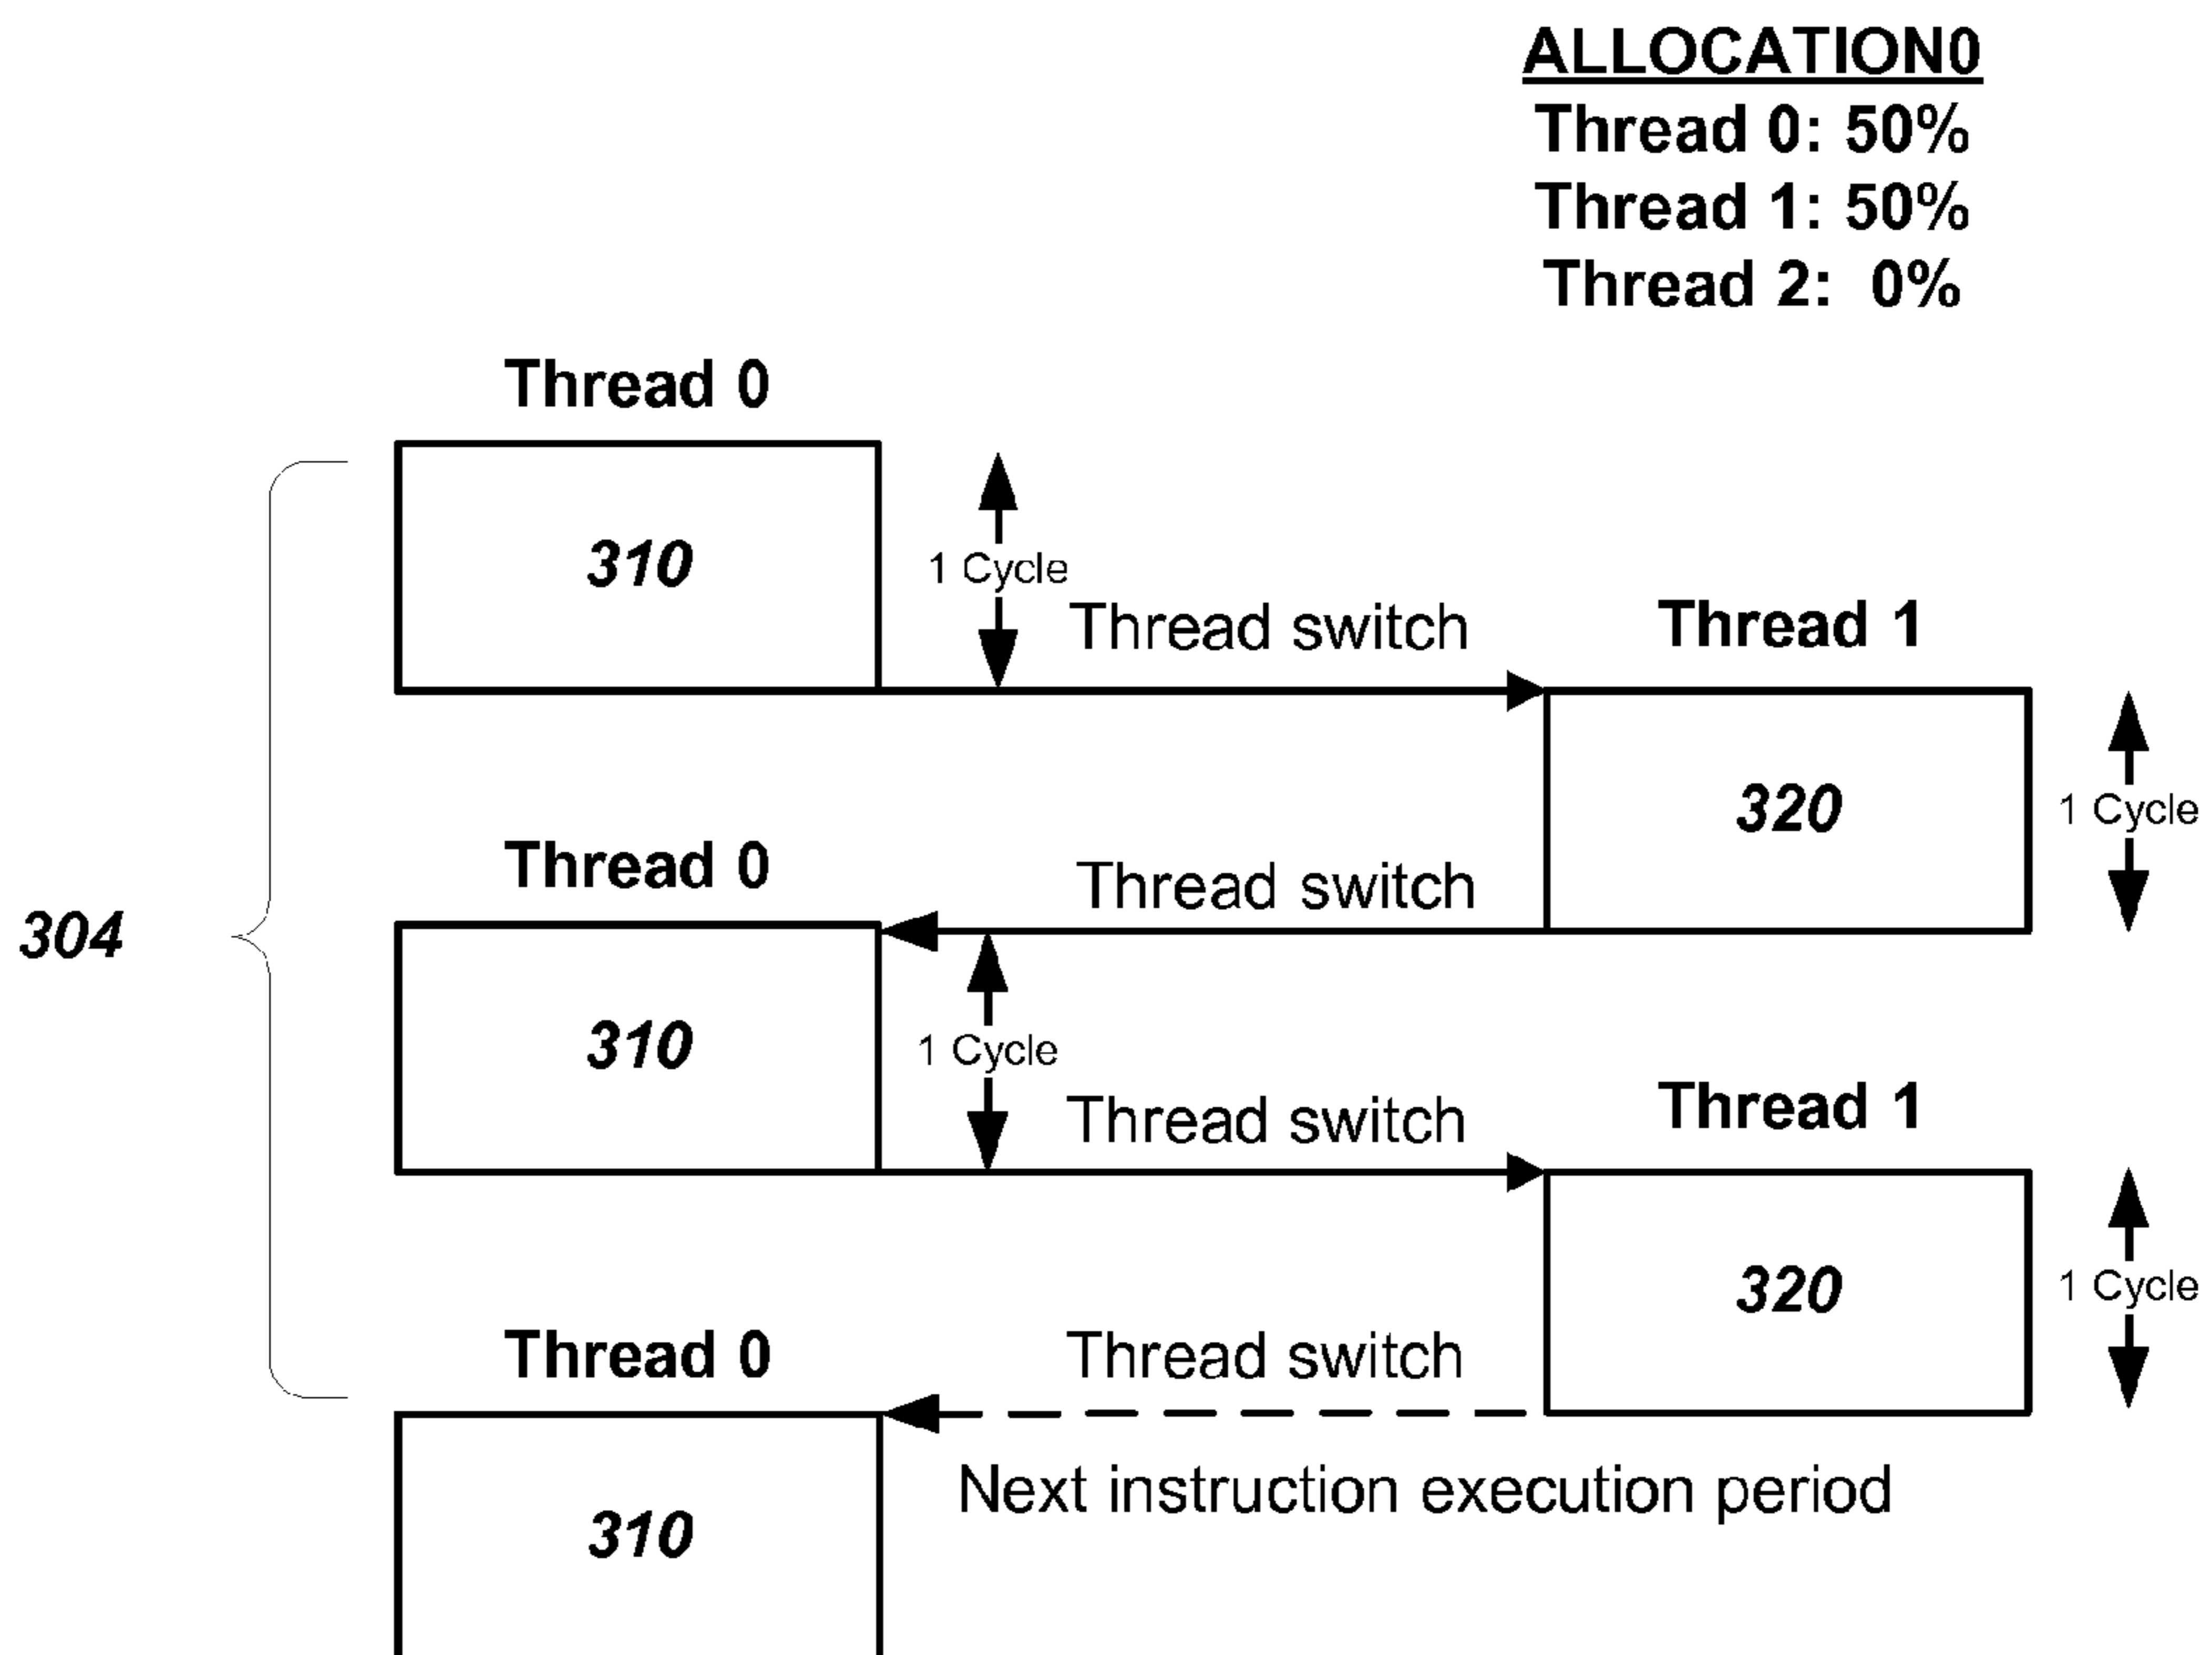 ALLOCATION0
Thread 0: 50%
Thread 1: 50%
Thread 2: 0%
Thread 0
310
1 Cycle
Thread switch
Thread 1
320
1 Cycle
Thread 0
Thread switch
304
310
1 Cycle
Thread switch
Thread 1
320
1 Cycle
Thread 0
Thread switch
Next instruction execution period
310